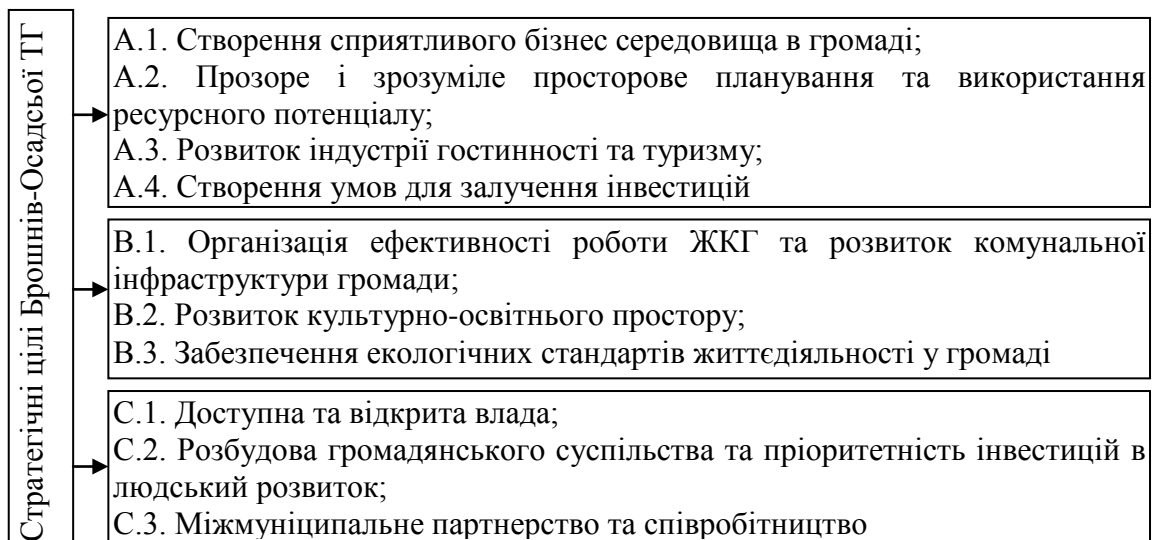 Стратегічні цілі Брошнів-Осадсьої ТГ
А.1. Створення сприятливого бізнес середовища в громаді;
А.2. Прозоре і зрозуміле просторове планування та використання
ресурсного потенціалу;
А.3. Розвиток індустрії гостинності та туризму;
А.4. Створення умов для залучення інвестицій
В.1. Організація ефективності роботи ЖКГ та розвиток комунальної
інфраструктури громади;
В.2. Розвиток культурно-освітнього простору;
В.3. Забезпечення екологічних стандартів життєдіяльності у громаді
С.1. Доступна та відкрита влада;
С.2. Розбудова громадянського суспільства та пріоритетність інвестицій в
людський розвиток;
С.3. Міжмуніципальне партнерство та співробітництво